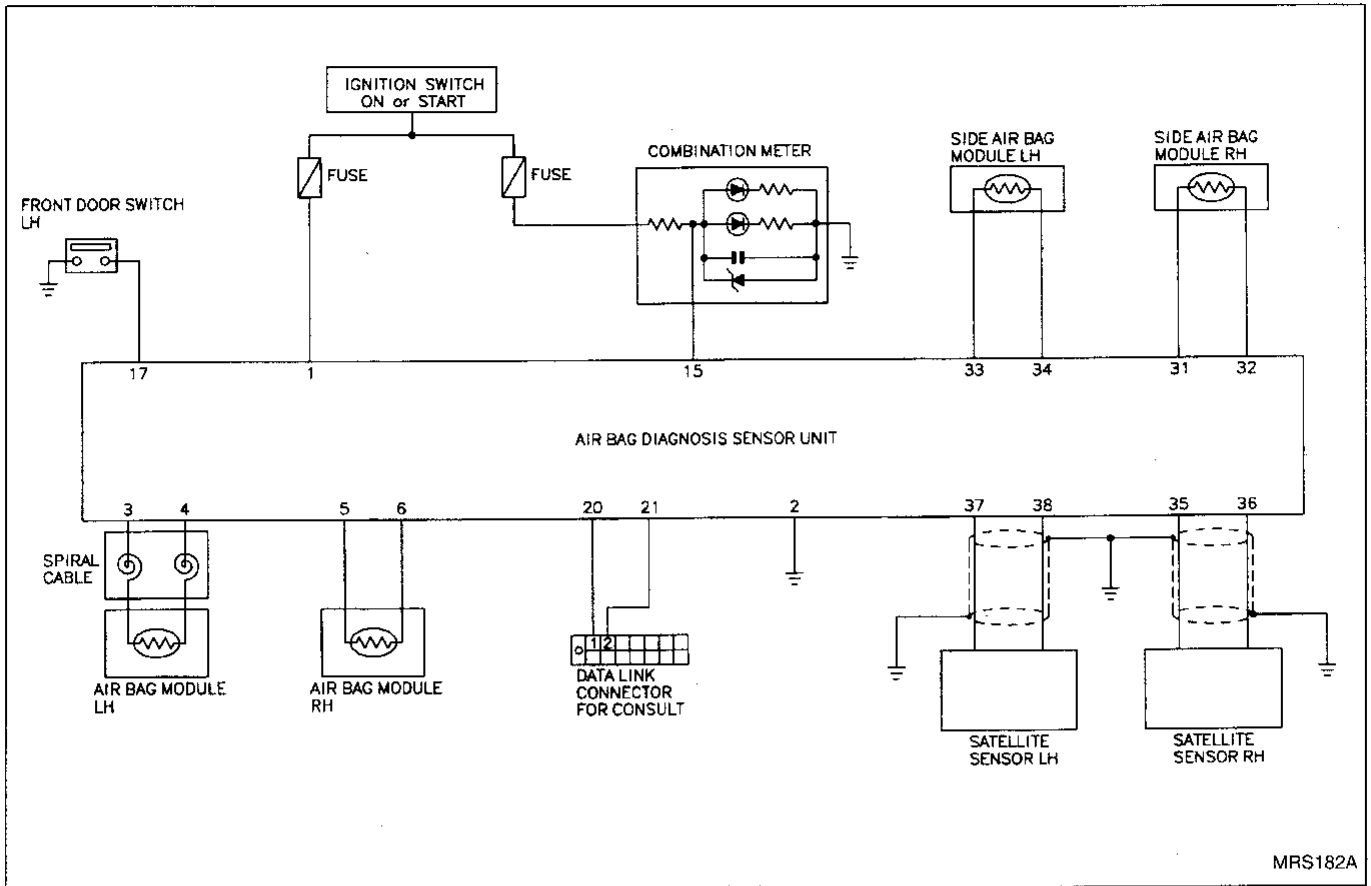 IGNITION SWITCH
ON or START
FUSE
FUSE
COMBINATION METER
SIDE AIR BAG
MODULE LH
SIDE AIR BAG
MODULE RH
FRONT DOOR SWITCH
LH
17
1
15
33
34
31
32
AIR BAG DIAGNOSIS SENSOR UNIT
3
4
5
6
20
21
2
37
38
35
36
SPIRAL
CABLE
1
2
AIR BAG MODULE
LH
AIR BAG MODULE
RH
DATA LINK
CONNECTOR
FOR CONSULT
SATELLITE
SENSOR LH
SATELLITE
SENSOR RH
MRS182A